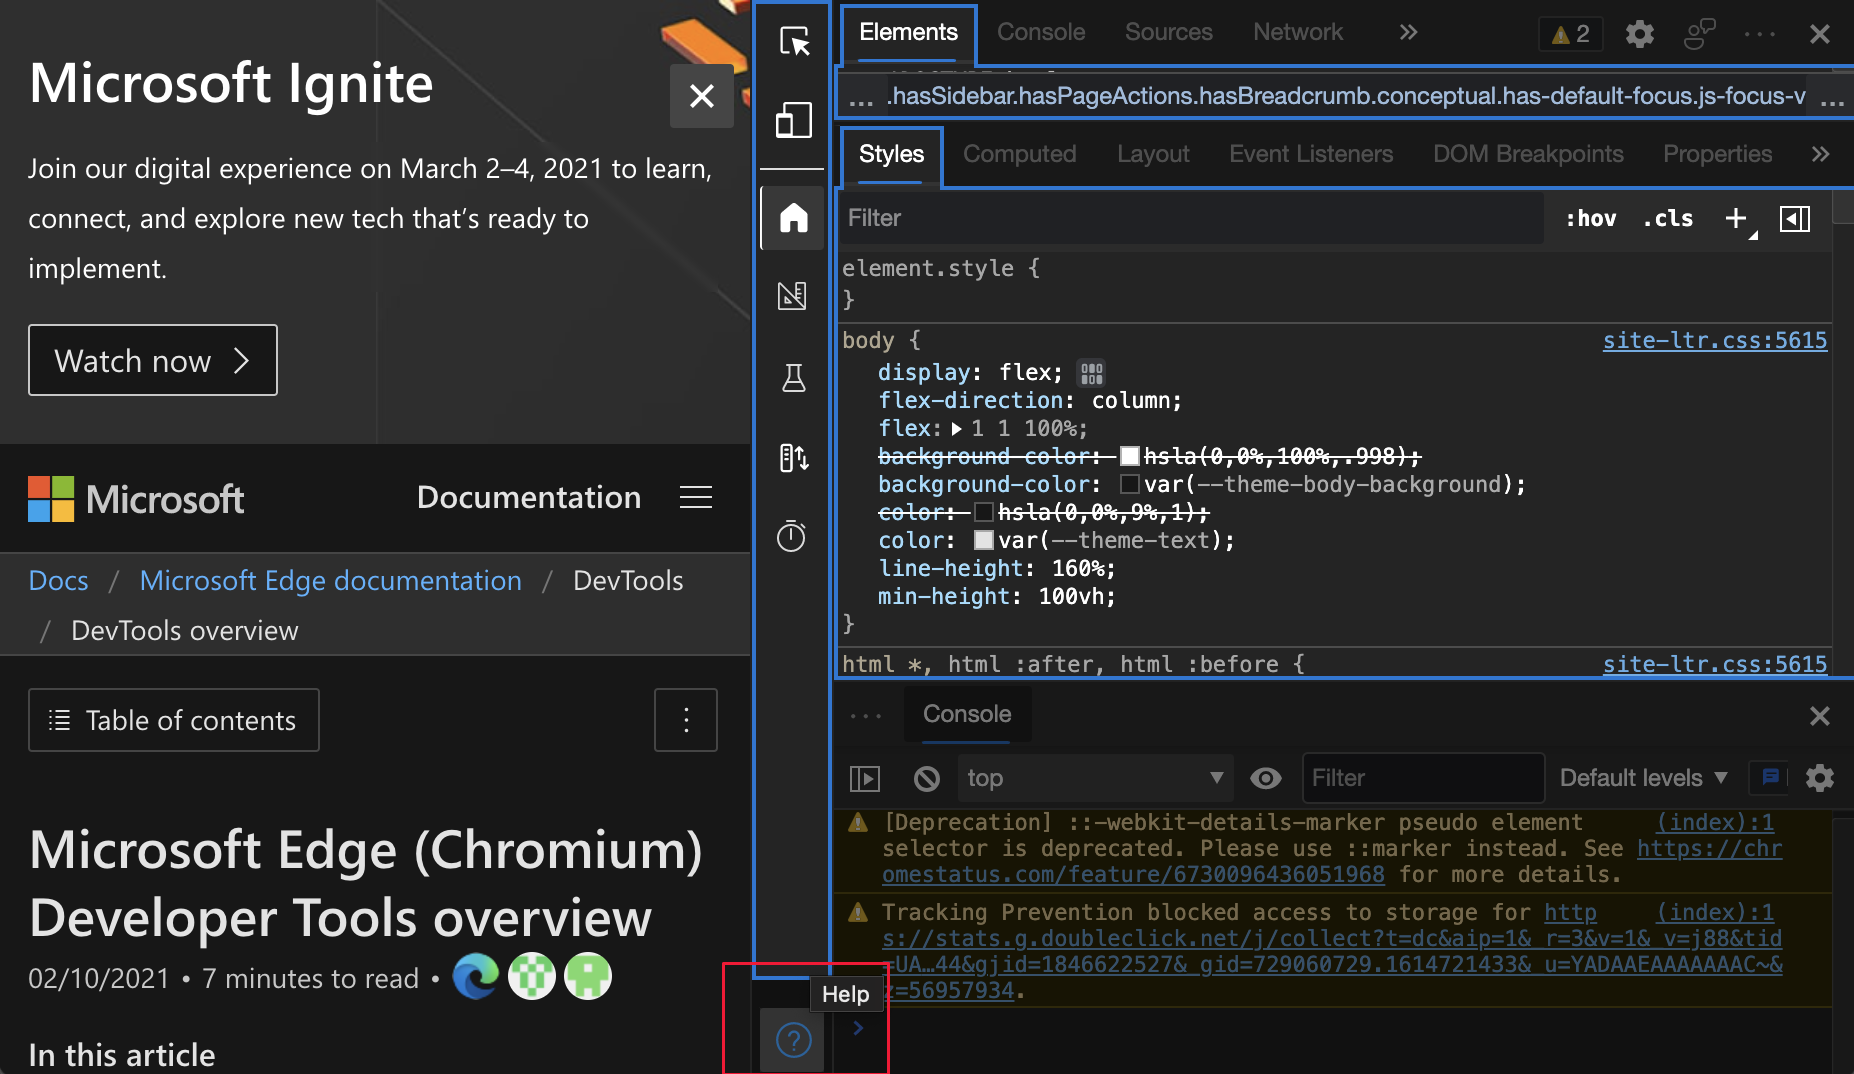 Microsoft Ignite
Join our digital experience on March 2–4, 2021 to learn,
connect, and explore new tech that’s ready to
implement.
Watch now
Microsoft
Documentation
Docs / Microsoft Edge documentation / DevTools
/ DevTools overview
Table of contents
Microsoft Edge (Chromium)
Developer Tools overview
02/10/2021 • 7 minutes to read •
In this article
Help
Elements Console Sources Network » 2
... .hasSidebar.hasPageActions.hasBreadcrumb.conceptual.has-default-focus.js-focus-v ...
Styles Computed Layout Event Listeners DOM Breakpoints Properties »
Filter :hov .cls +
element.style {
}
body { site-ltr.css:5615
display: flex;
flex-direction: column;
flex: 1 1 100%;
background-color: hsla(0,0%,100%,.998);
background-color: var(--theme-body-background);
color: hsla(0,0%,9%,1);
color: var(--theme-text);
line-height: 160%;
min-height: 100vh;
}
html *, html :after, html :before { site-ltr.css:5615
Console
top Filter Default levels
[Deprecation] ::-webkit-details-marker pseudo element (index):1
selector is deprecated. Please use ::marker instead. See https://chr
omestatus.com/feature/6730096436051968 for more details.
Tracking Prevention blocked access to storage for http (index):1
s://stats.g.doubleclick.net/j/collect?t=dc&aip=1&_r=3&v=1&_v=j88&tid
=UA…44&gjid=1846622527&_gid=729060729.1614721433&_u=YADAAEAAAAAAAC~&
z=56957934.